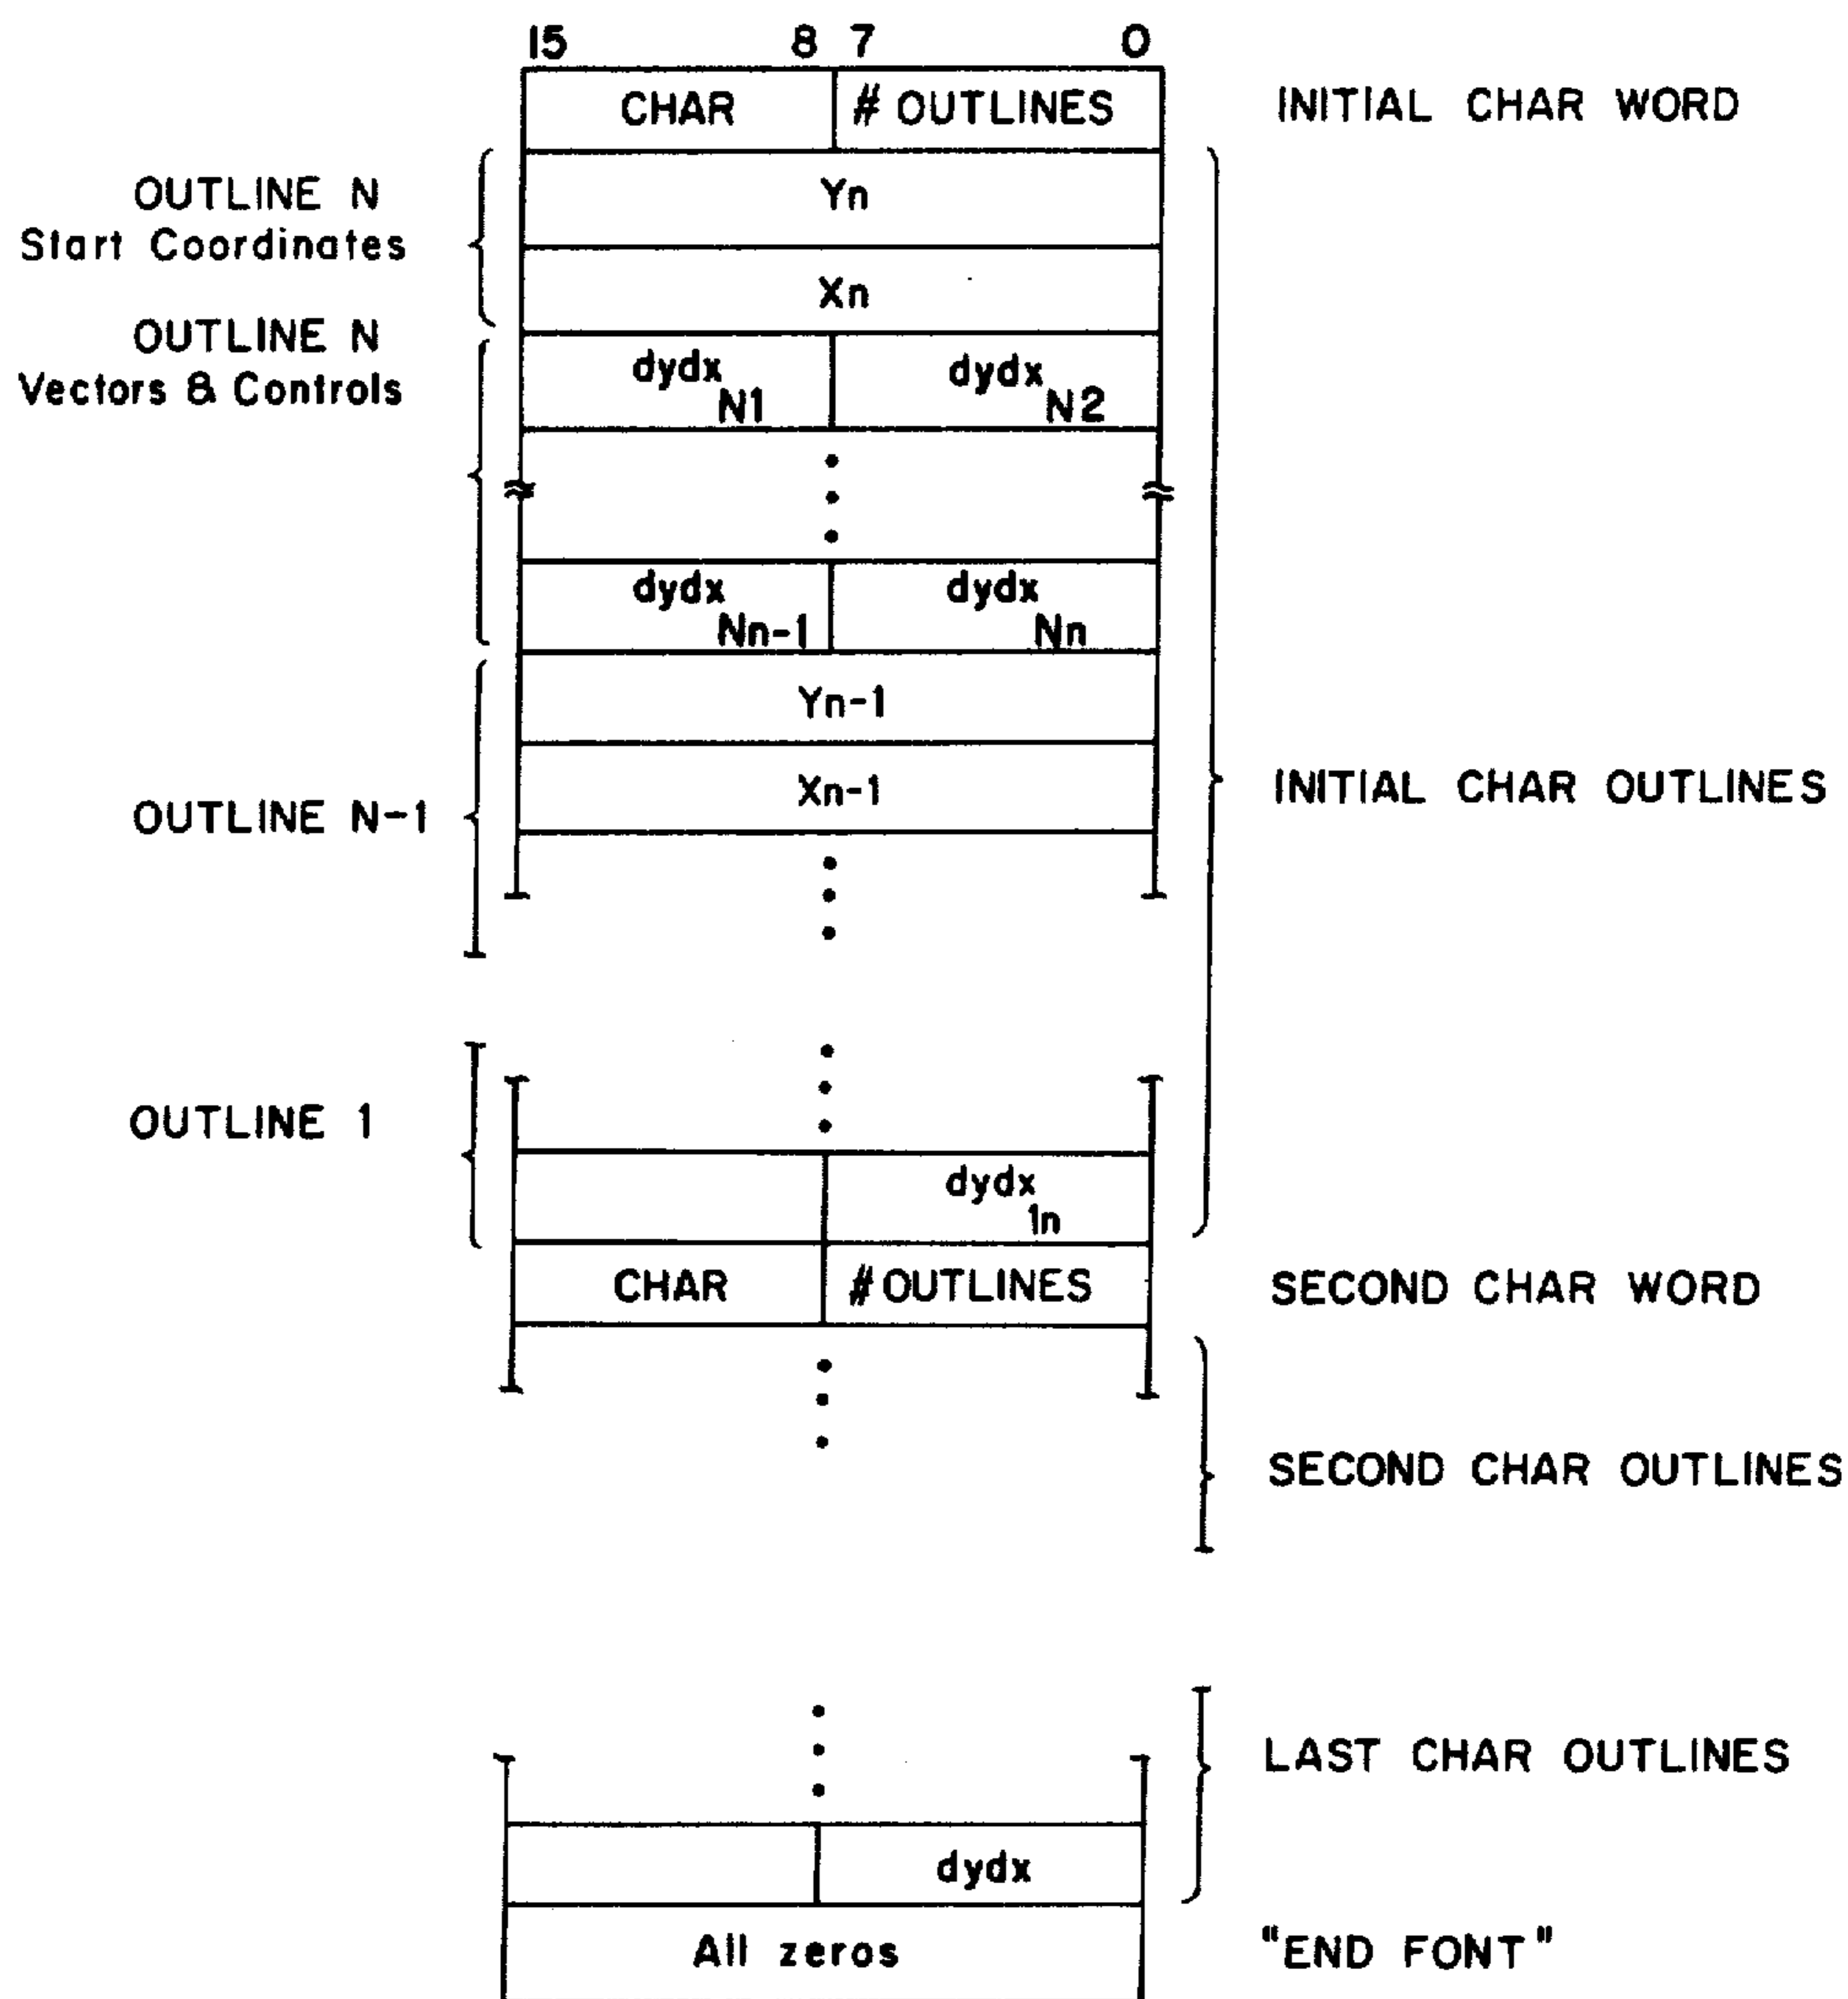 15 8 7 0
CHAR # OUTLINES INITIAL CHAR WORD
OUTLINE N
Start Coordinates
Yn
Xn
OUTLINE N
Vectors & Controls
dydx N1 dydx N2
dydx Nn-1 dydx Nn
Yn-1
Xn-1
INITIAL CHAR OUTLINES
OUTLINE N-1
OUTLINE 1
dydx 1n
CHAR # OUTLINES SECOND CHAR WORD
SECOND CHAR OUTLINES
LAST CHAR OUTLINES
dydx
All zeros "END FONT"